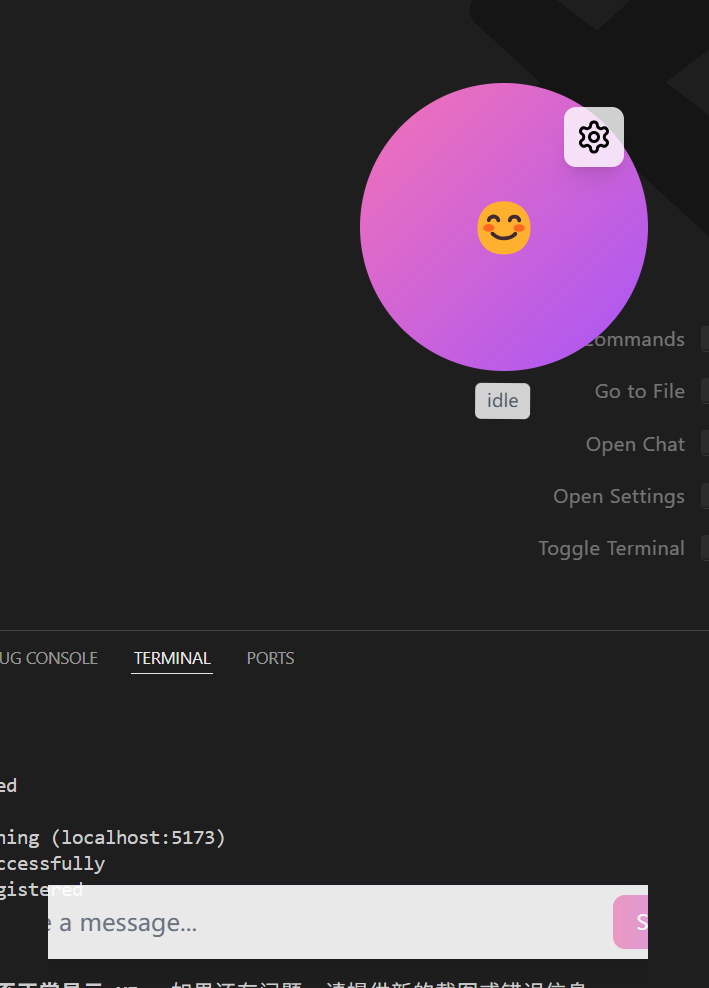 commands
idle
Go to File
Open Chat
Open Settings
Toggle Terminal
UG CONSOLE TERMINAL PORTS
ed
ning (localhost:5173)
ccessfully
gistered
e a message... S